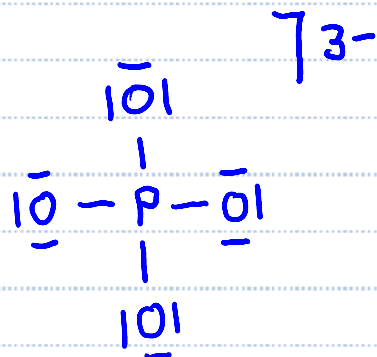 ⌉ 3-
|O|
|
|O — P — O|
|
|O|